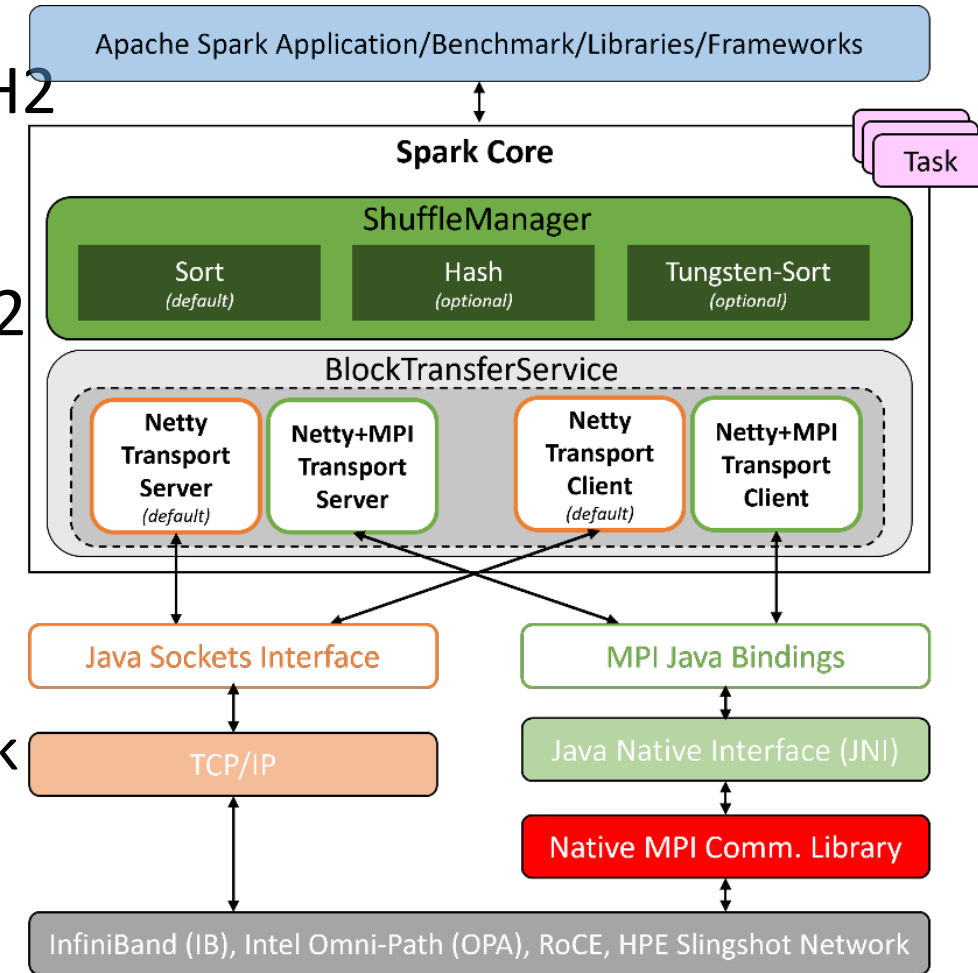 Apache Spark Application/Benchmark/Libraries/Frameworks
H2
Spark Core
Task
ShuffleManager
Sort
(default)
Hash
(optional)
Tungsten-Sort
(optional)
2
BlockTransferService
Netty
Transport
Server
(default)
Netty+MPI
Transport
Server
Netty
Transport
Client
(default)
Netty+MPI
Transport
Client
Java Sockets Interface
MPI Java Bindings
k
TCP/IP
Java Native Interface (JNI)
Native MPI Comm. Library
InfiniBand (IB), Intel Omni-Path (OPA), RoCE, HPE Slingshot Network